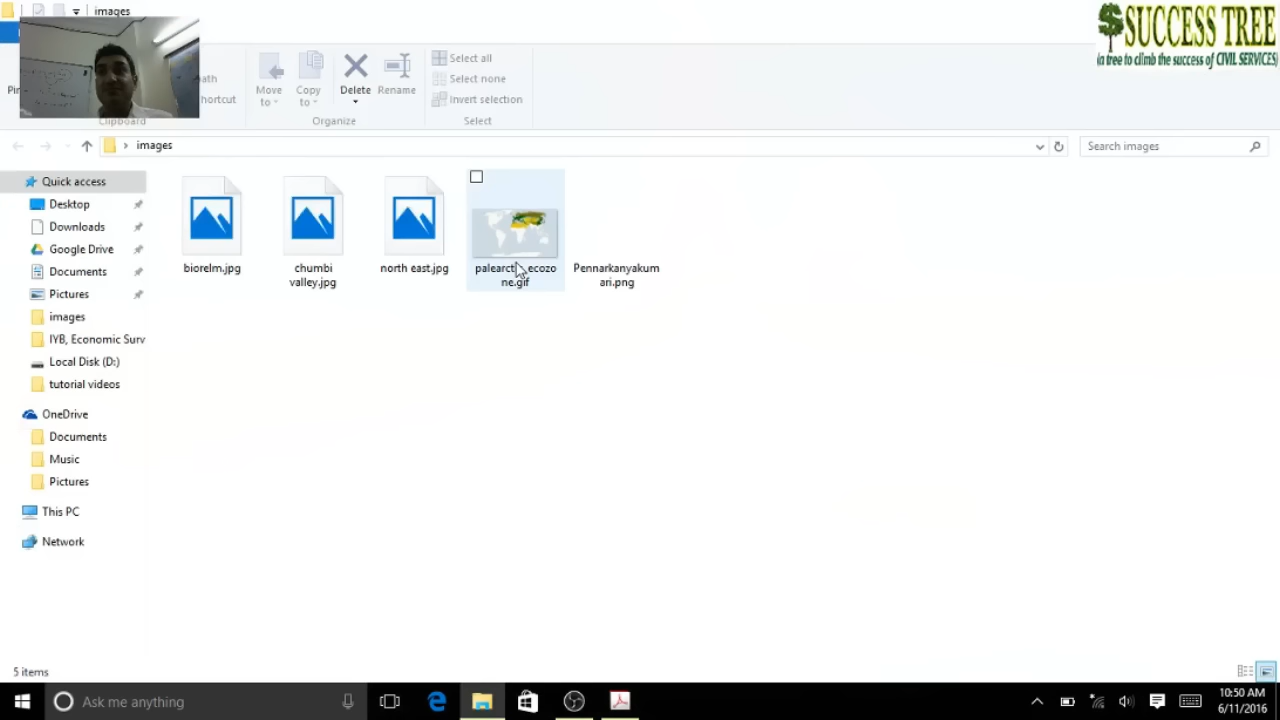 images
SUCCESS TREE
(a tree to climb the success of CIVIL SERVICES)
Move to
Copy to
Delete
Rename
Select all
Select none
Invert selection
Organize
Select
Clipboard
images
Search images
Quick access
Desktop
Downloads
Google Drive
Documents
Pictures
images
IYB, Economic Surv
Local Disk (D:)
tutorial videos
OneDrive
Documents
Music
Pictures
This PC
Network
biorelm.jpg
chumbi
valley.jpg
north east.jpg
ne.gif
Pennarkanyakum
ari.png
5 items
Ask me anything
10:50 AM
6/11/2016